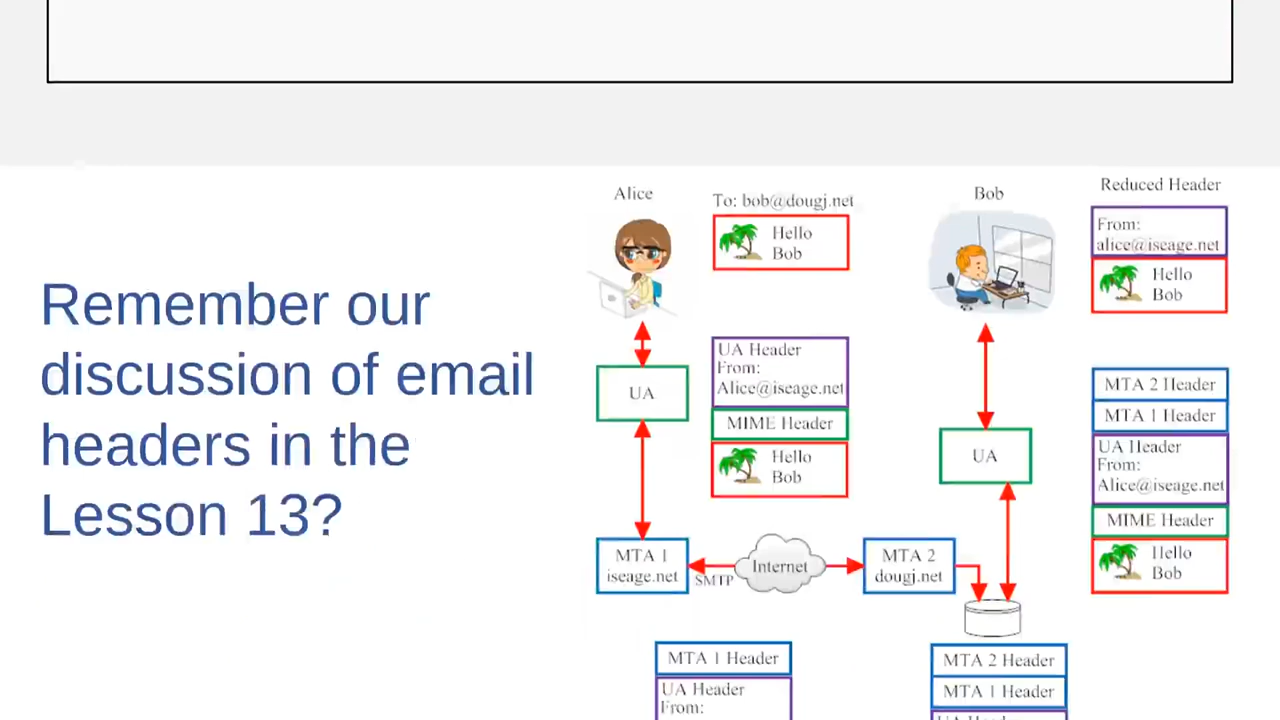 Remember our
discussion of email
headers in the
Lesson 13?
Alice
To: bob@dougj.net
Hello
Bob
Bob
Reduced Header
From:
alice@iseage.net
Hello
Bob
UA
UA Header
From:
Alice@iseage.net
MIME Header
Hello
Bob
UA
MTA 2 Header
MTA 1 Header
UA Header
From:
Alice@iseage.net
MIME Header
Hello
Bob
MTA 1
iseage.net
SMTP
Internet
MTA 2
dougj.net
MTA 1 Header
UA Header
From:
MTA 2 Header
MTA 1 Header